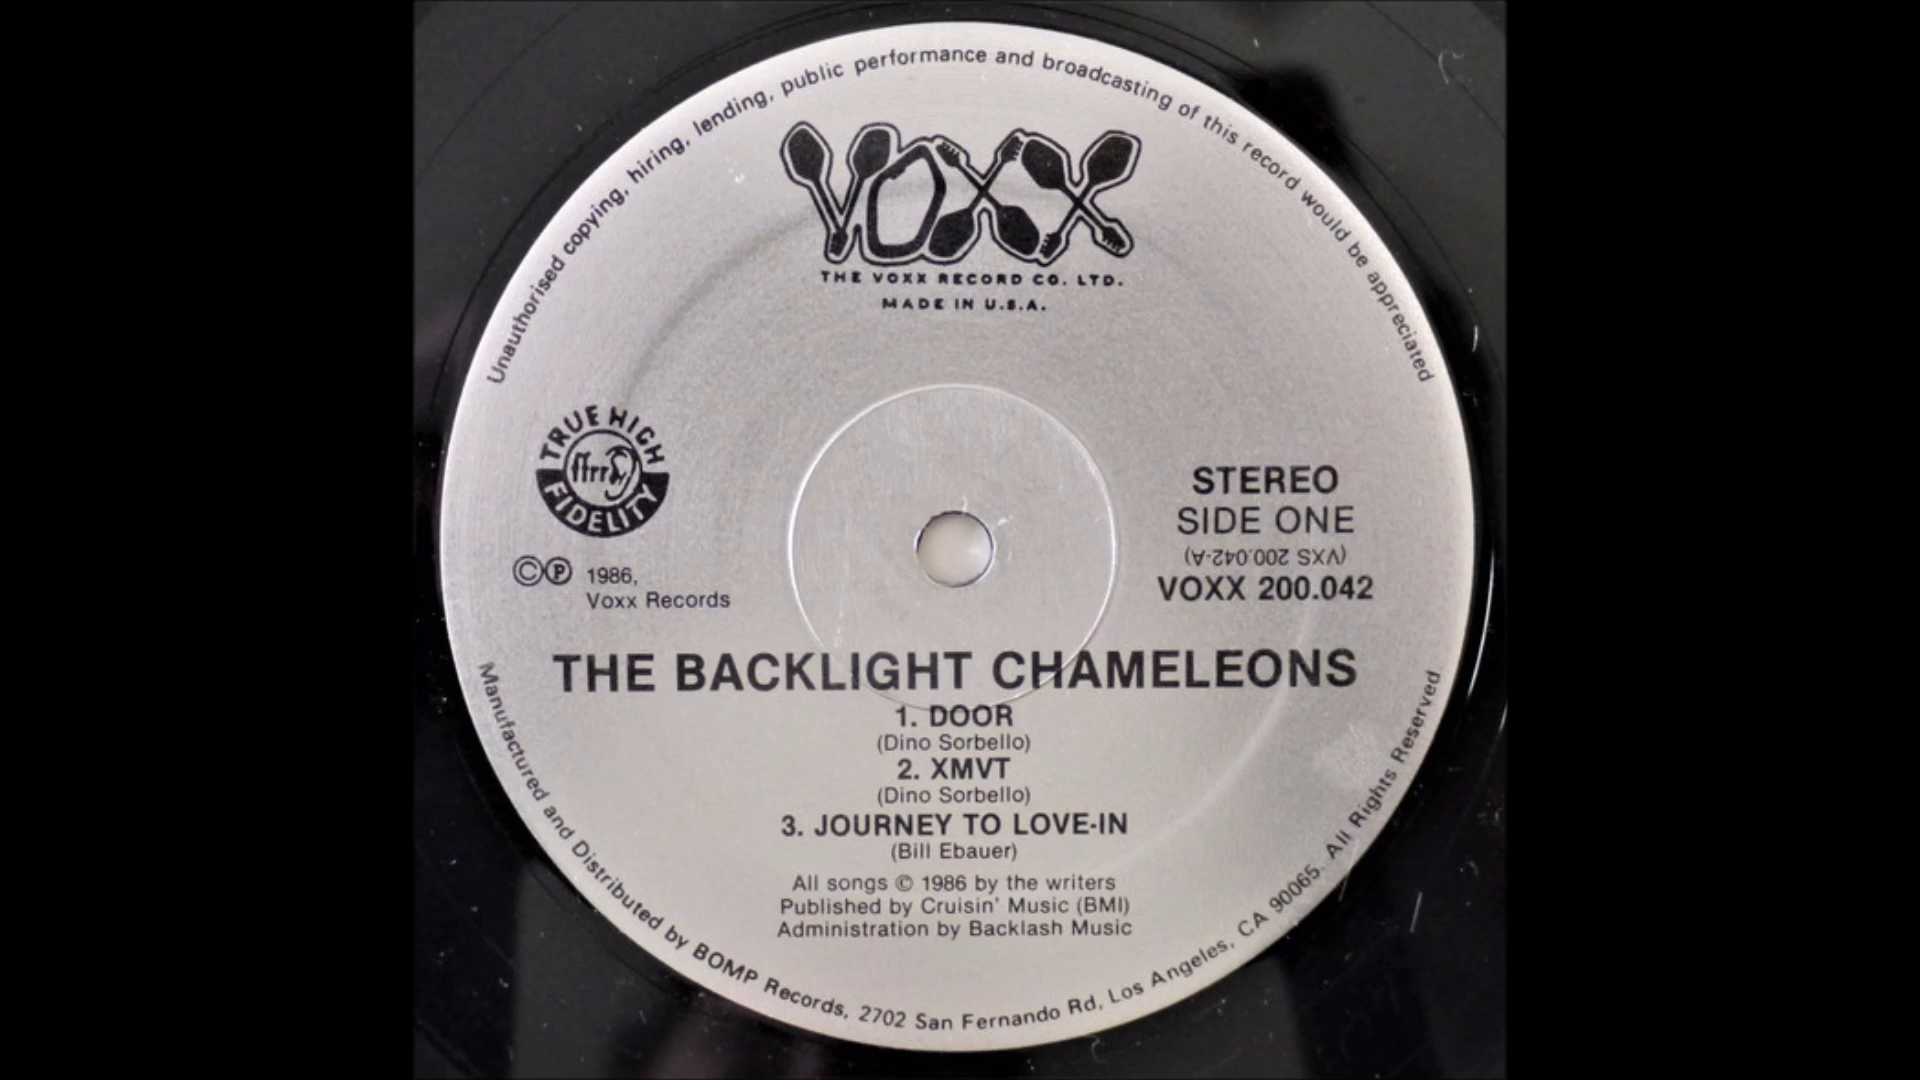 Unauthorised copying, hiring, lending, public performance and broadcasting of this record would be appreciated
VOXX
THE VOXX RECORD CO. LTD.
MADE IN U.S.A.
TRUE HIGH
ffrr
FIDELITY
STEREO
SIDE ONE
(VXS 200.042-A)
VOXX 200.042
© Ⓟ 1986,
Voxx Records
THE BACKLIGHT CHAMELEONS
1. DOOR
(Dino Sorbello)
2. XMVT
(Dino Sorbello)
3. JOURNEY TO LOVE-IN
(Bill Ebauer)
All songs © 1986 by the writers
Published by Cruisin' Music (BMI)
Administration by Backlash Music
Manufactured and Distributed by BOMP Records, 2702 San Fernando Rd, Los Angeles, CA 90065. All Rights Reserved